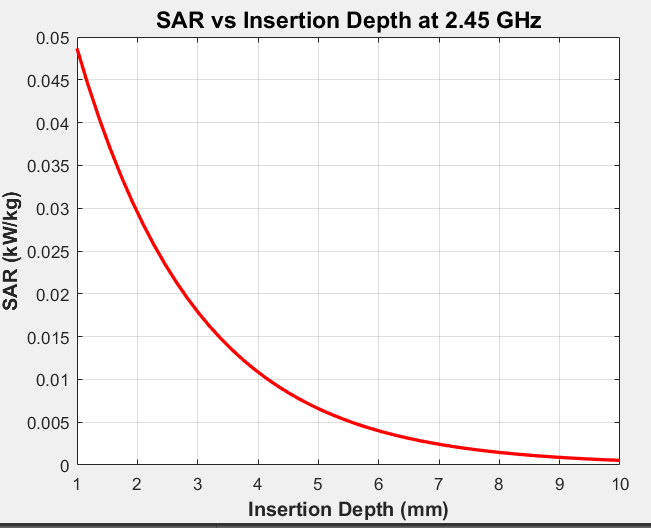 SAR vs Insertion Depth at 2.45 GHz
0.05
0.045
0.04
0.035
0.03
0.025
0.02
0.015
0.01
0.005
0
SAR (kW/kg)
1 2 3 4 5 6 7 8 9 10
Insertion Depth (mm)